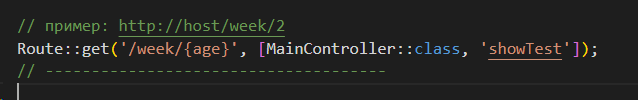 // пример: http://host/week/2
Route::get('/week/{age}', [MainController::class, 'showTest']);
// -------------------------------------